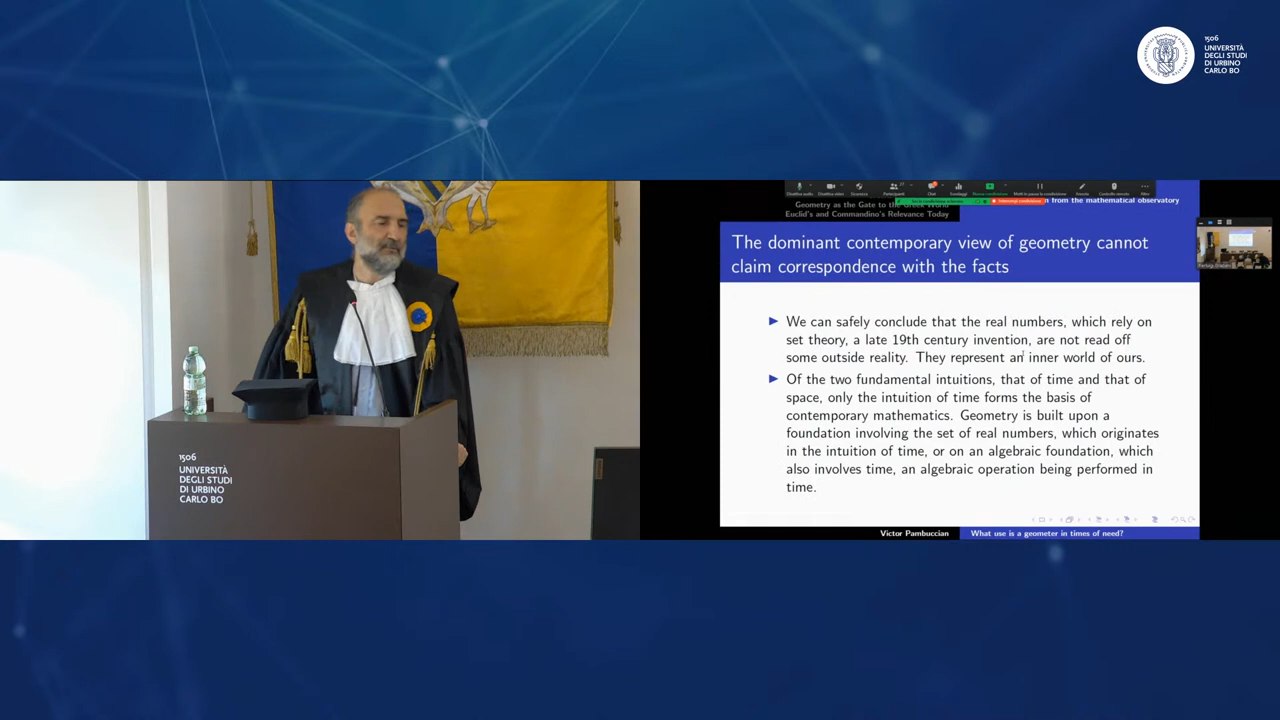 1506
UNIVERSITÀ
DEGLI STUDI
DI URBINO
CARLO BO
1506
UNIVERSITÀ
DEGLI STUDI
DI URBINO
CARLO BO
Geometry as the Gate to the Greek World
Euclid's and Commandino's Relevance Today
from the mathematical observatory
The dominant contemporary view of geometry cannot
claim correspondence with the facts
We can safely conclude that the real numbers, which rely on
set theory, a late 19th century invention, are not read off
some outside reality. They represent an inner world of ours.
Of the two fundamental intuitions, that of time and that of
space, only the intuition of time forms the basis of
contemporary mathematics. Geometry is built upon a
foundation involving the set of real numbers, which originates
in the intuition of time, or on an algebraic foundation, which
also involves time, an algebraic operation being performed in
time.
Victor Pambuccian
What use is a geometer in times of need?